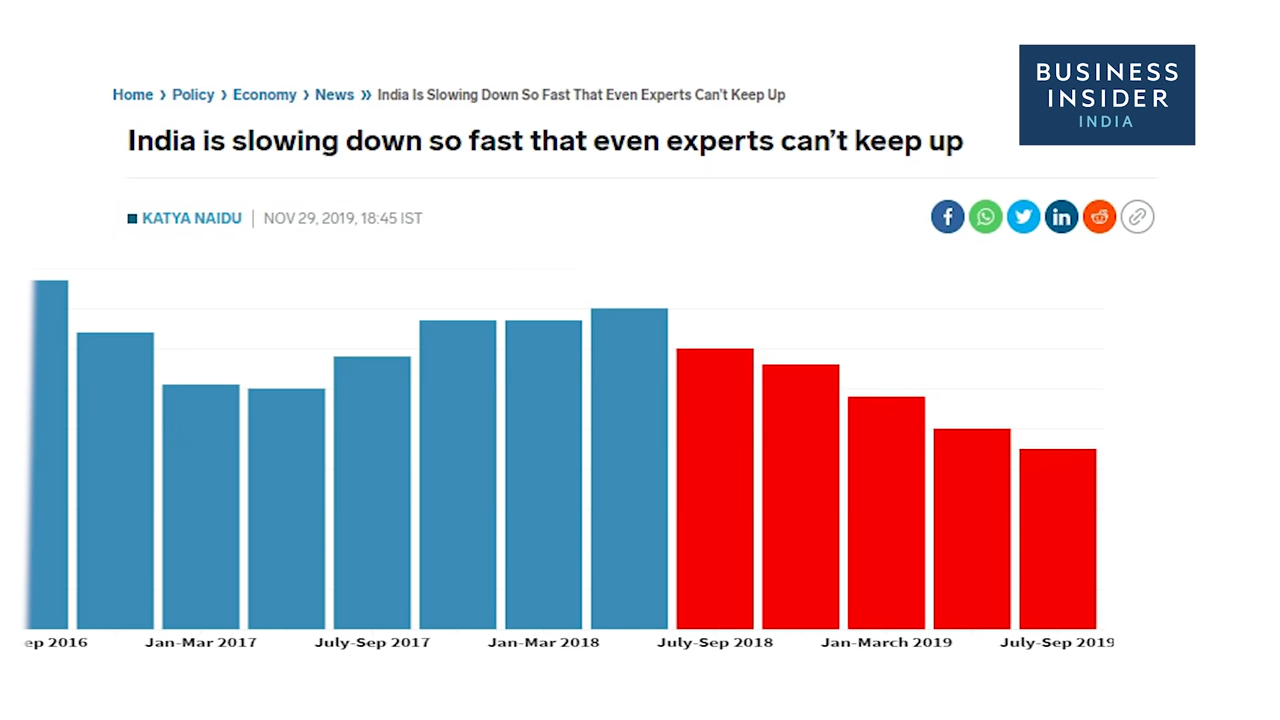 BUSINESS
INSIDER
INDIA
Home › Policy › Economy › News » India Is Slowing Down So Fast That Even Experts Can't Keep Up
India is slowing down so fast that even experts can’t keep up
KATYA NAIDU | NOV 29, 2019, 18:45 IST
ep 2016 Jan-Mar 2017 July-Sep 2017 Jan-Mar 2018 July-Sep 2018 Jan-March 2019 July-Sep 2019